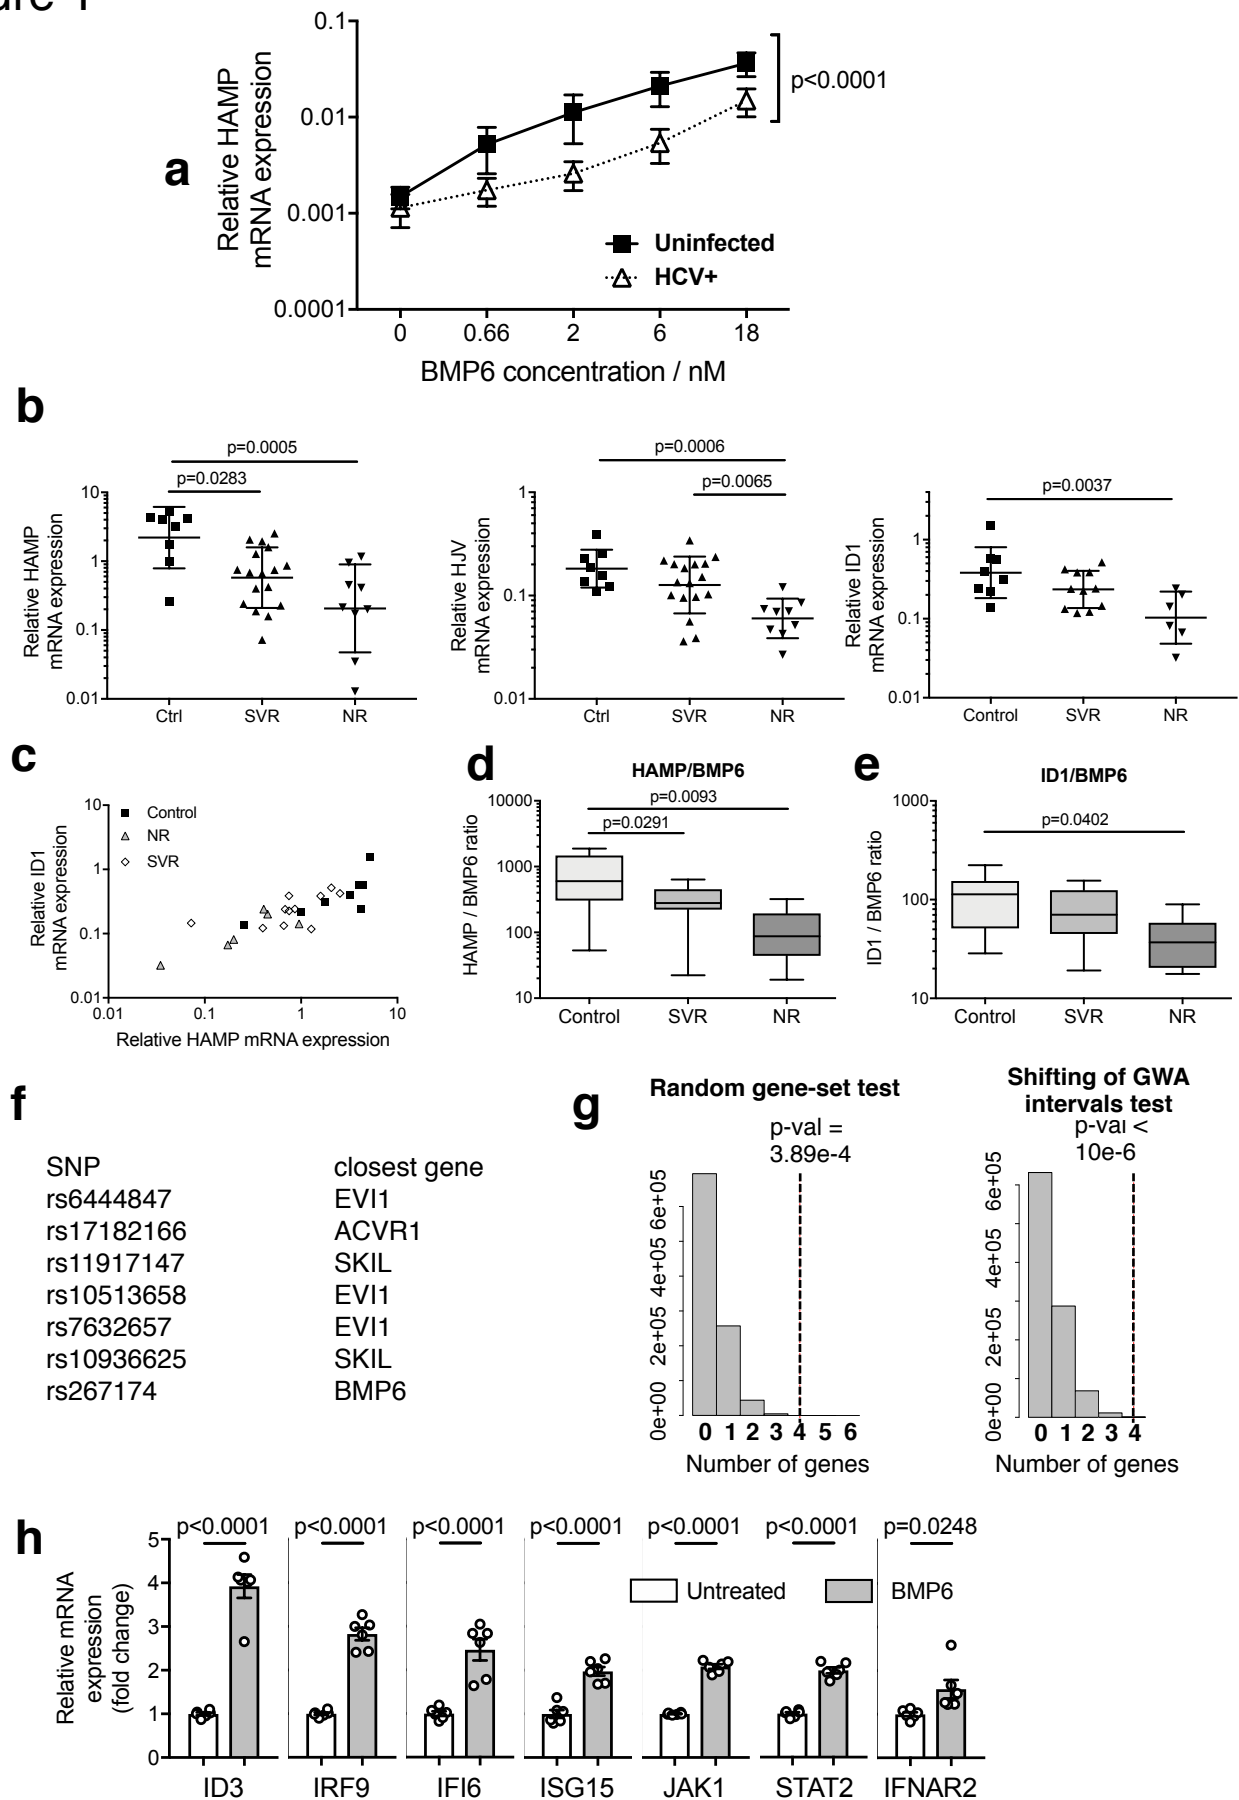 a
Relative HAMP
mRNA expression
0.1
0.01
0.001
0.0001
p<0.0001
Uninfected
HCV+
0 0.66 2 6 18
BMP6 concentration / nM
b
p=0.0005
p=0.0283
Relative HAMP
mRNA expression
10
1
0.1
0.01
Ctrl SVR NR
p=0.0006
p=0.0065
Relative HJV
mRNA expression
1
0.1
0.01
Ctrl SVR NR
p=0.0037
Relative ID1
mRNA expression
1
0.1
0.01
Control SVR NR
c
Relative ID1
mRNA expression
10
1
0.1
0.01
Control
NR
SVR
0.01 0.1 1 10
Relative HAMP mRNA expression
d
HAMP/BMP6
p=0.0093
p=0.0291
HAMP / BMP6 ratio
10000
1000
100
10
Control SVR NR
e
ID1/BMP6
p=0.0402
ID1 / BMP6 ratio
1000
100
10
Control SVR NR
f
SNP closest gene
rs6444847 EVI1
rs17182166 ACVR1
rs11917147 SKIL
rs10513658 EVI1
rs7632657 EVI1
rs10936625 SKIL
rs267174 BMP6
g
Random gene-set test
p-val =
3.89e-4
0e+00 2e+05 4e+05 6e+05
0 1 2 3 4 5 6
Number of genes
Shifting of GWA
intervals test
p-val <
10e-6
0e+00 2e+05 4e+05 6e+05
0 1 2 3 4
Number of genes
h
Relative mRNA
expression
(fold change)
5
4
3
2
1
0
p<0.0001 p<0.0001 p<0.0001 p<0.0001 p<0.0001 p<0.0001 p=0.0248
Untreated BMP6
ID3 IRF9 IFI6 ISG15 JAK1 STAT2 IFNAR2